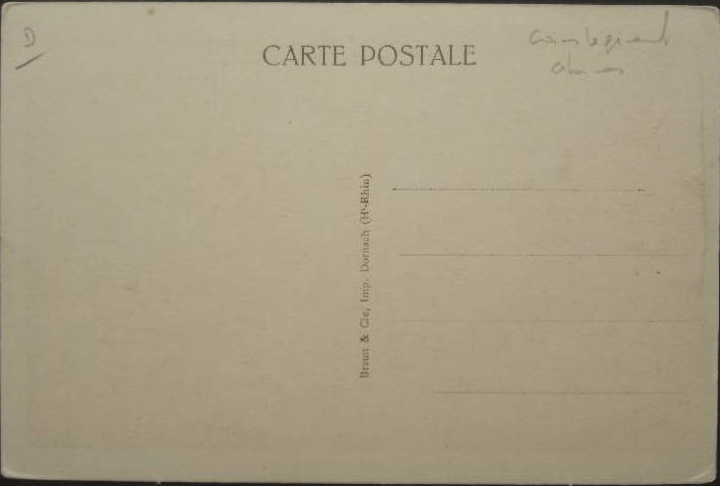 D
CARTE POSTALE
Braun & Cie, Imp. Dornach (Ht-Rhin)